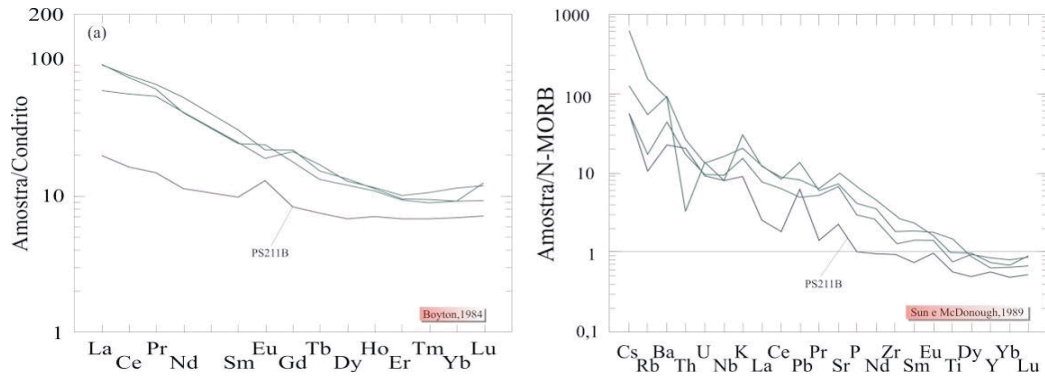 (a)
Amostra/Condrito
200
100
10
1
PS211B
Boyton,1984
La Ce Pr Nd Sm Eu Gd Tb Dy Ho Er Tm Yb Lu
Amostra/N-MORB
1000
100
10
1
0,1
PS211B
Sun e McDonough,1989
Cs Rb Ba Th U Nb K La Ce Pb Pr Sr P Nd Zr Sm Eu Ti Dy Y Yb Lu